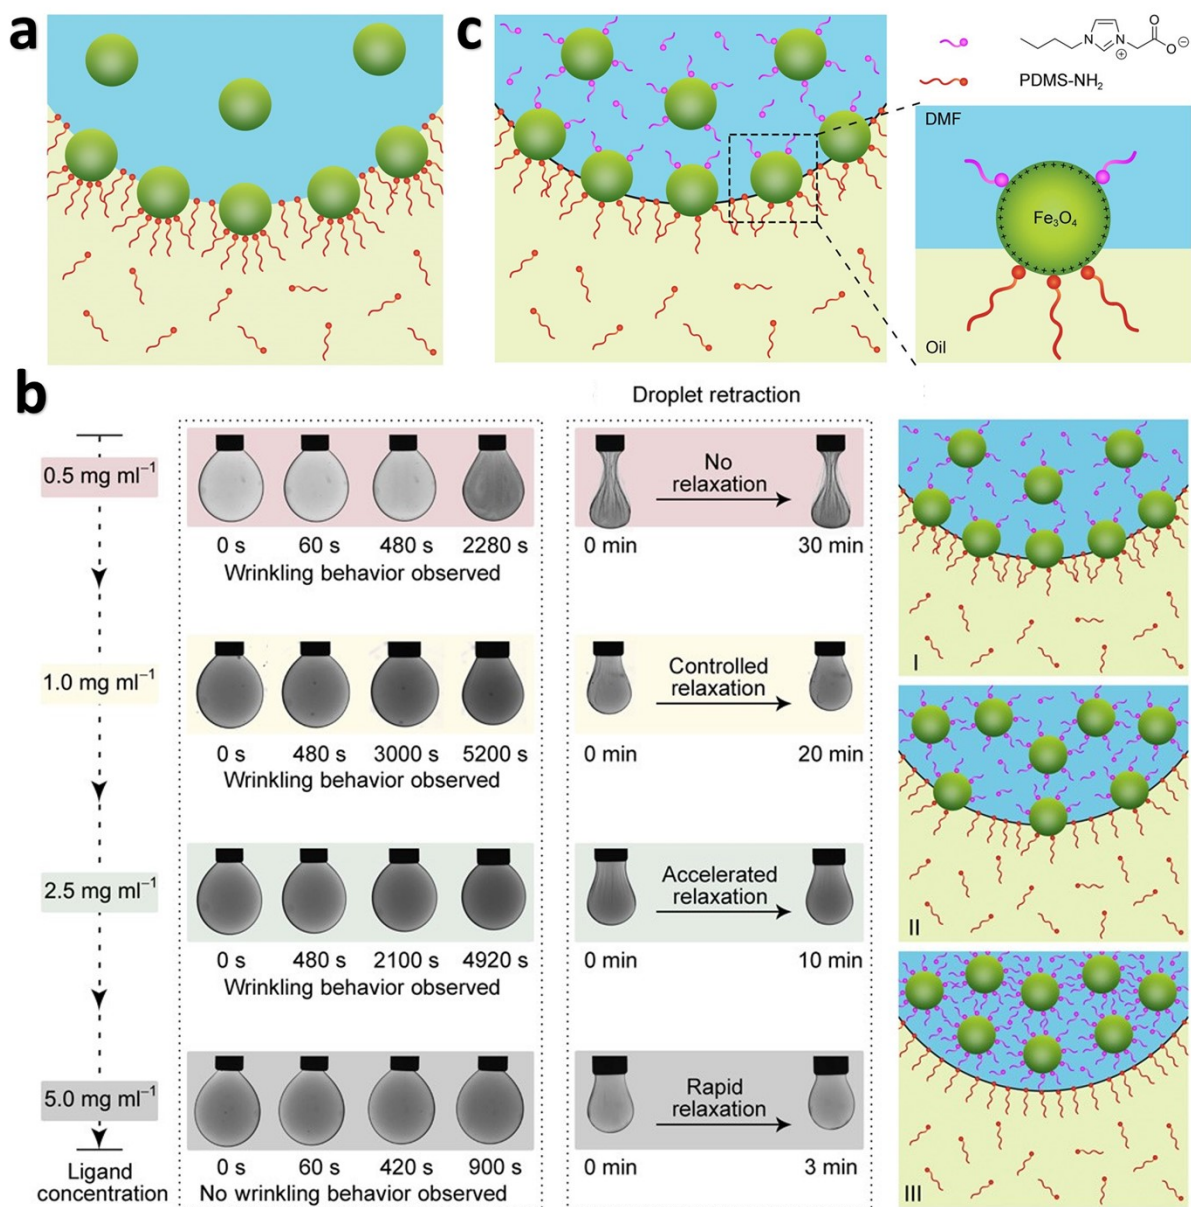 a
c
N
N
+
O
O
⊖
PDMS-NH₂
DMF
Fe₃O₄
Oil
b
Droplet retraction
0.5 mg ml⁻¹
0 s 60 s 480 s 2280 s
Wrinkling behavior observed
No
relaxation
0 min 30 min
I
1.0 mg ml⁻¹
0 s 480 s 3000 s 5200 s
Wrinkling behavior observed
Controlled
relaxation
0 min 20 min
II
2.5 mg ml⁻¹
0 s 480 s 2100 s 4920 s
Wrinkling behavior observed
Accelerated
relaxation
0 min 10 min
III
5.0 mg ml⁻¹
0 s 60 s 420 s 900 s
No wrinkling behavior observed
Rapid
relaxation
0 min 3 min
Ligand
concentration